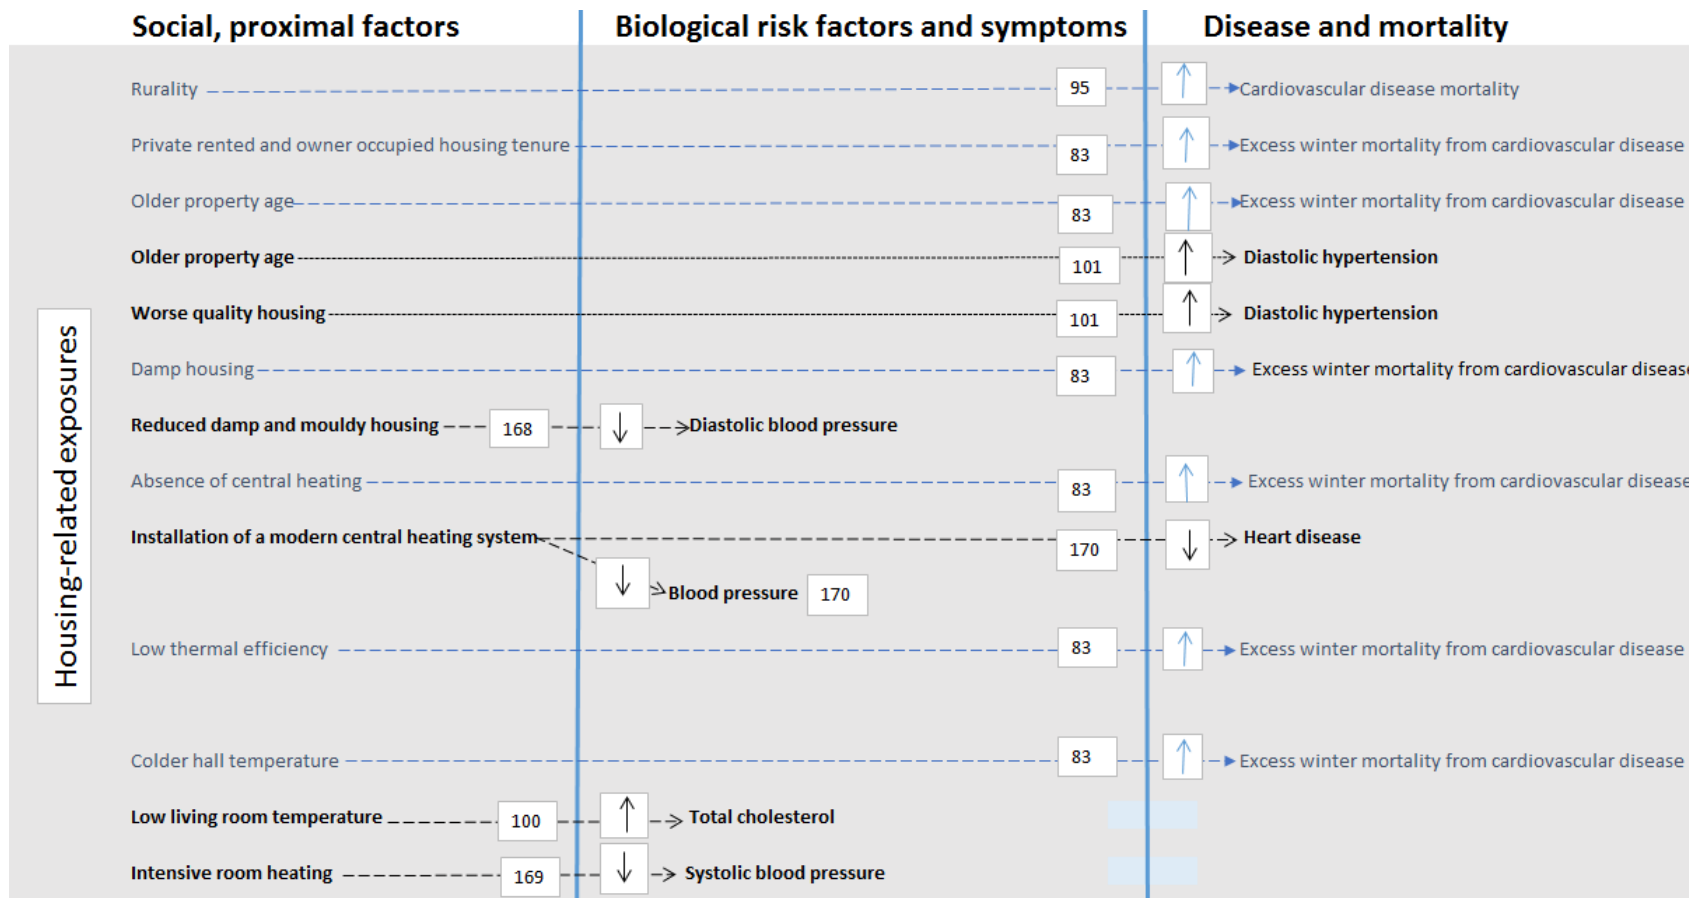 Social, proximal factors
Biological risk factors and symptoms
Disease and mortality
Housing-related exposures
Rurality 95 Cardiovascular disease mortality
Private rented and owner occupied housing tenure 83 Excess winter mortality from cardiovascular disease
Older property age 83 Excess winter mortality from cardiovascular disease
Older property age 101 Diastolic hypertension
Worse quality housing 101 Diastolic hypertension
Damp housing 83 Excess winter mortality from cardiovascular disease
Reduced damp and mouldy housing 168 Diastolic blood pressure
Absence of central heating 83 Excess winter mortality from cardiovascular disease
Installation of a modern central heating system 170 Heart disease
Blood pressure 170
Low thermal efficiency 83 Excess winter mortality from cardiovascular disease
Colder hall temperature 83 Excess winter mortality from cardiovascular disease
Low living room temperature 100 Total cholesterol
Intensive room heating 169 Systolic blood pressure